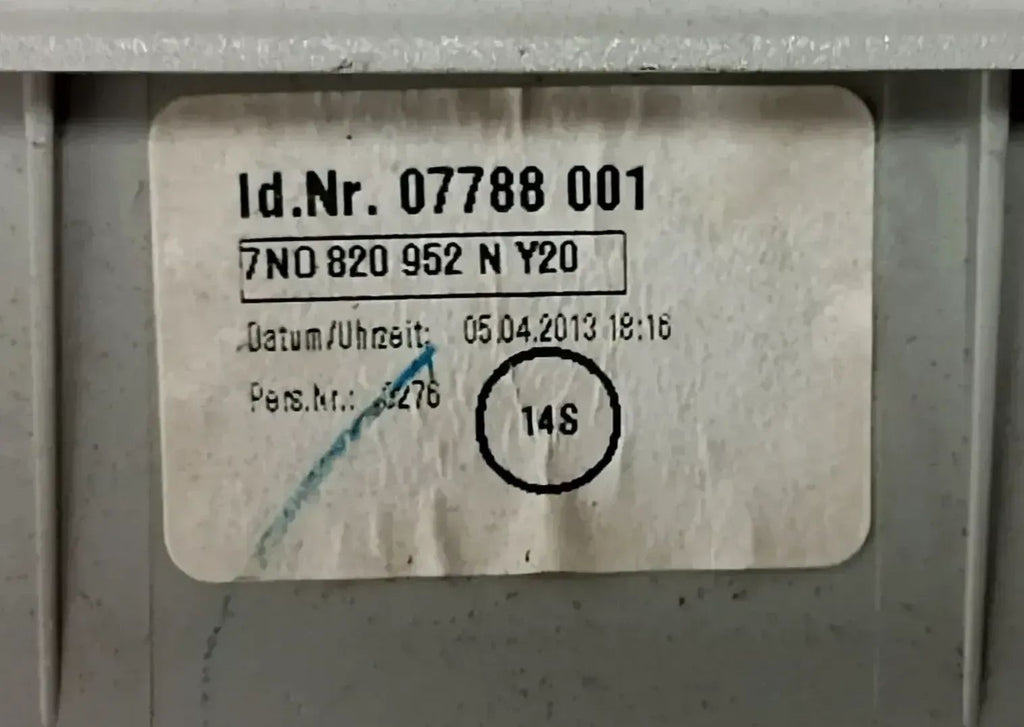 Id.Nr. 07788 001
7N0 820 952 N Y20
Datum/Uhrzeit: 05.04.2013 18:16
Pers.Nr.:
14S